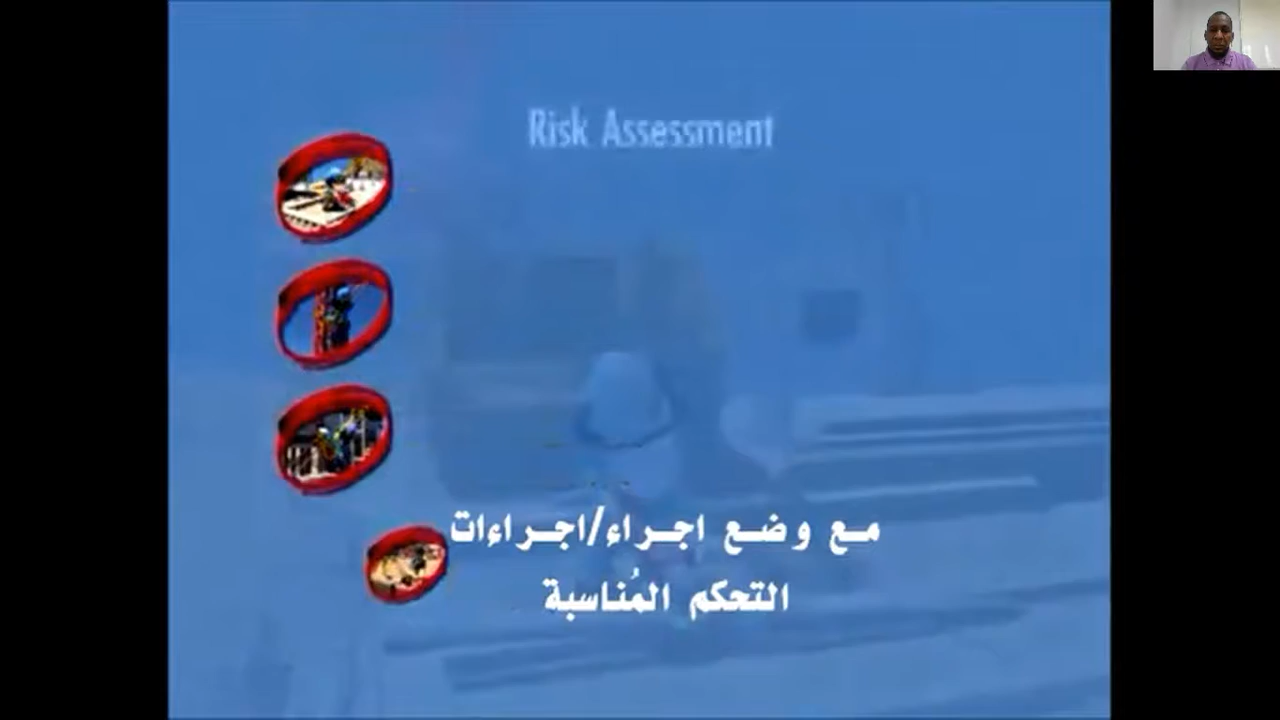 Risk Assessment
مع وضع اجراء/اجراءات
التحكم المُناسبة